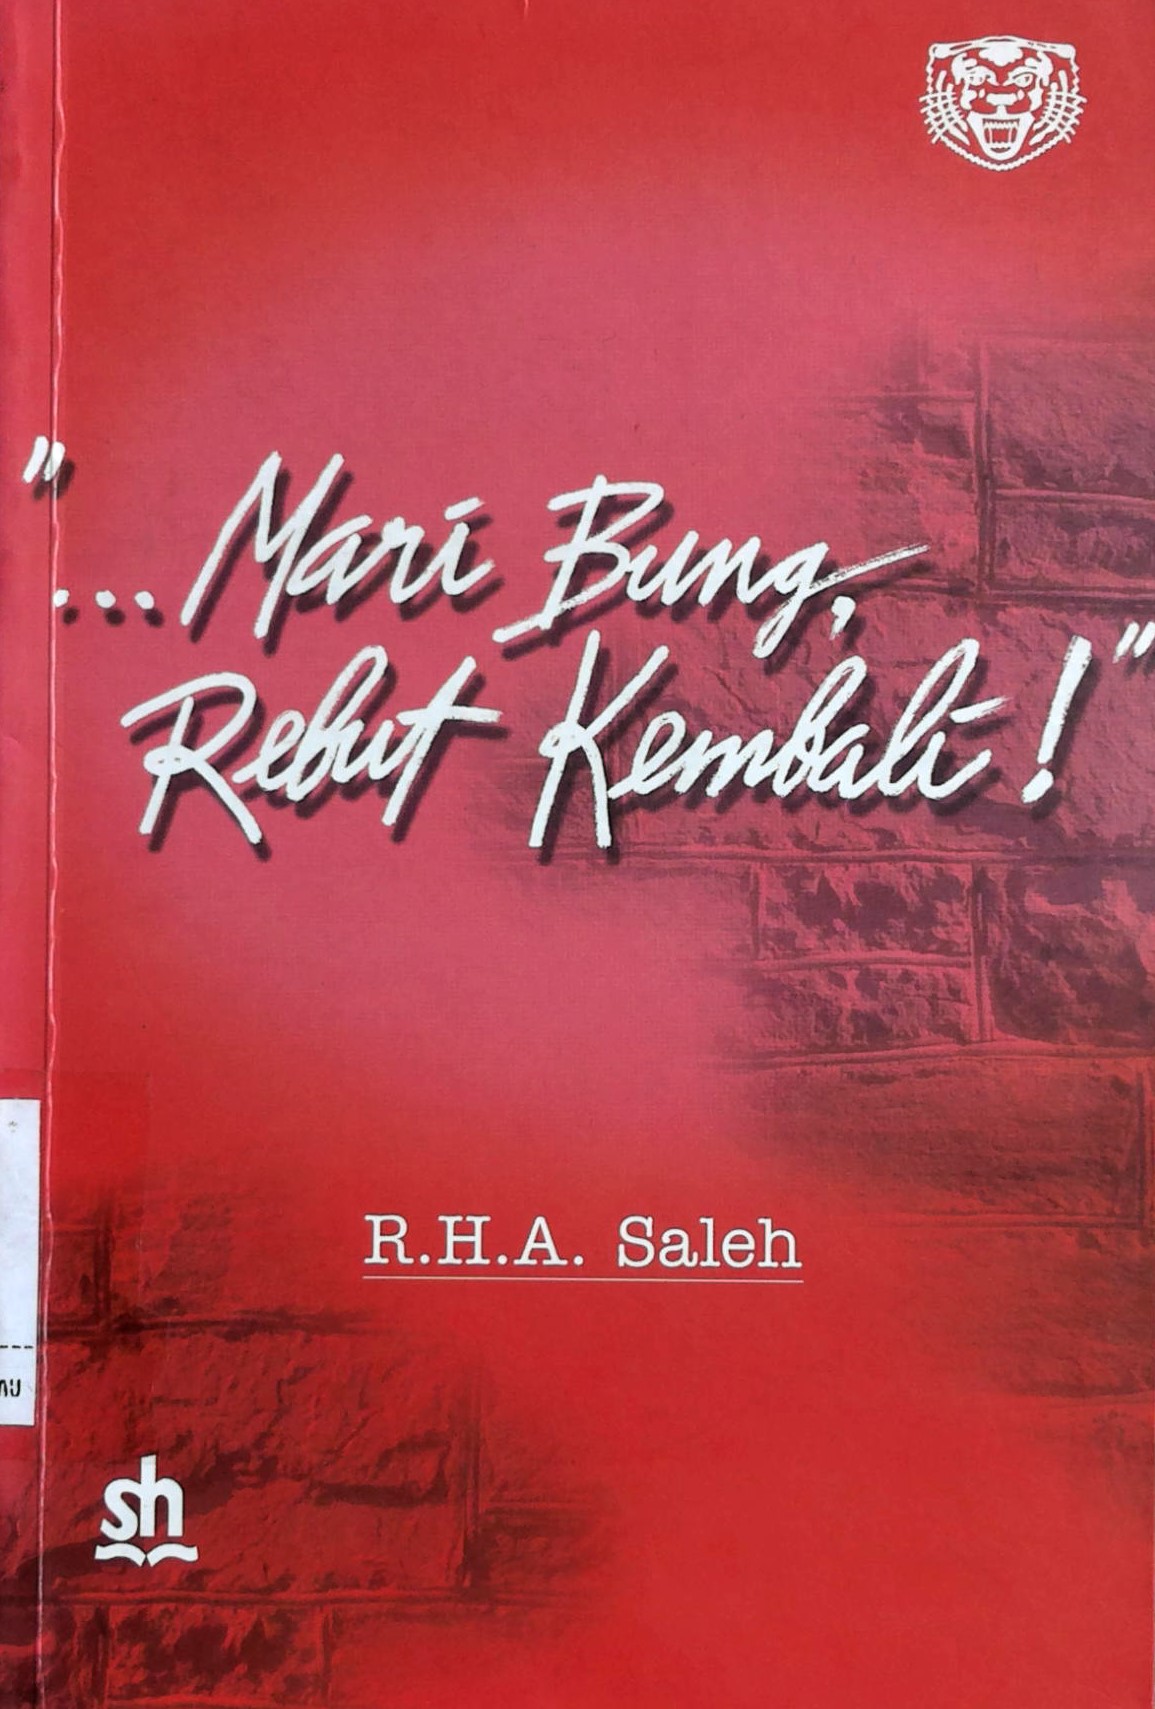 "... Mari Bung,
Rebut Kembali!"
R.H.A. Saleh
sh